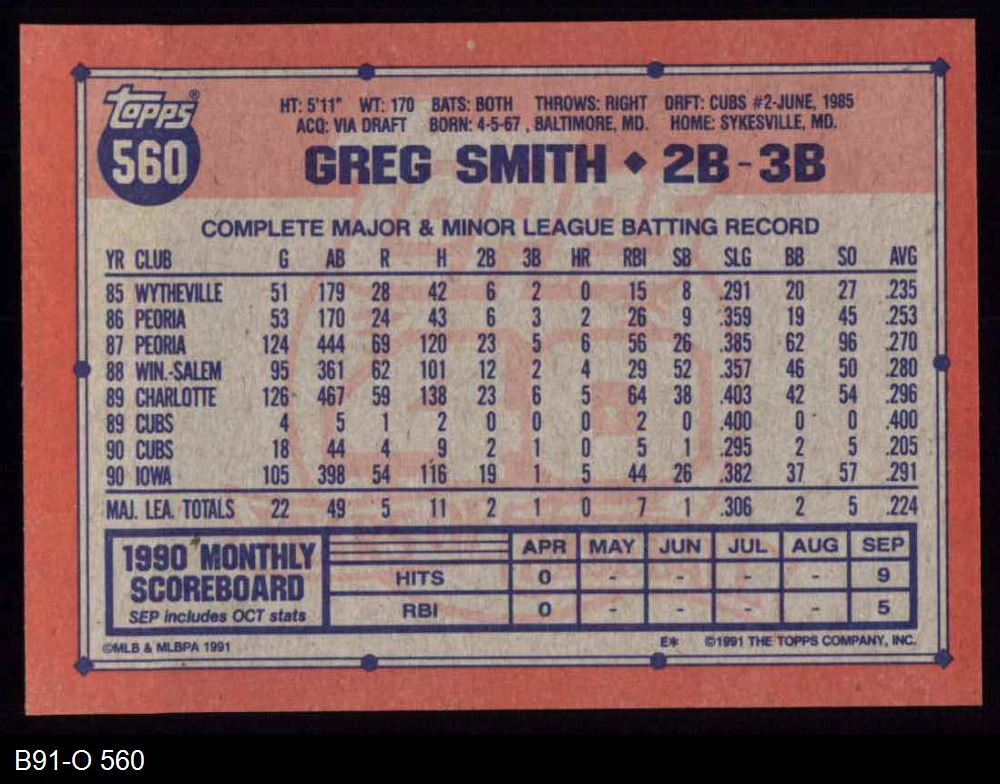 topps®
560
HT: 5'11" WT: 170 BATS: BOTH THROWS: RIGHT DRFT: CUBS #2-JUNE, 1985
ACQ: VIA DRAFT BORN: 4-5-67 , BALTIMORE, MD. HOME: SYKESVILLE, MD.
GREG SMITH ◆ 2B - 3B
COMPLETE MAJOR & MINOR LEAGUE BATTING RECORD
YR CLUB G AB R H 2B 3B HR RBI SB SLG BB SO AVG
85 WYTHEVILLE 51 179 28 42 6 2 0 15 8 .291 20 27 .235
86 PEORIA 53 170 24 43 6 3 2 26 9 .359 19 45 .253
87 PEORIA 124 444 69 120 23 5 6 56 26 .385 62 96 .270
88 WIN.-SALEM 95 361 62 101 12 2 4 29 52 .357 46 50 .280
89 CHARLOTTE 126 467 59 138 23 6 5 64 38 .403 42 54 .296
89 CUBS 4 5 1 2 0 0 0 2 0 .400 0 0 .400
90 CUBS 18 44 4 9 2 1 0 5 1 .295 2 5 .205
90 IOWA 105 398 54 116 19 1 5 44 26 .382 37 57 .291
MAJ. LEA. TOTALS 22 49 5 11 2 1 0 7 1 .306 2 5 .224
1990 MONTHLY
SCOREBOARD
SEP includes OCT stats
APR MAY JUN JUL AUG SEP
HITS 0 - - - - 9
RBI 0 - - - - 5
©MLB & MLBPA 1991
E* ©1991 THE TOPPS COMPANY, INC.
B91-O 560